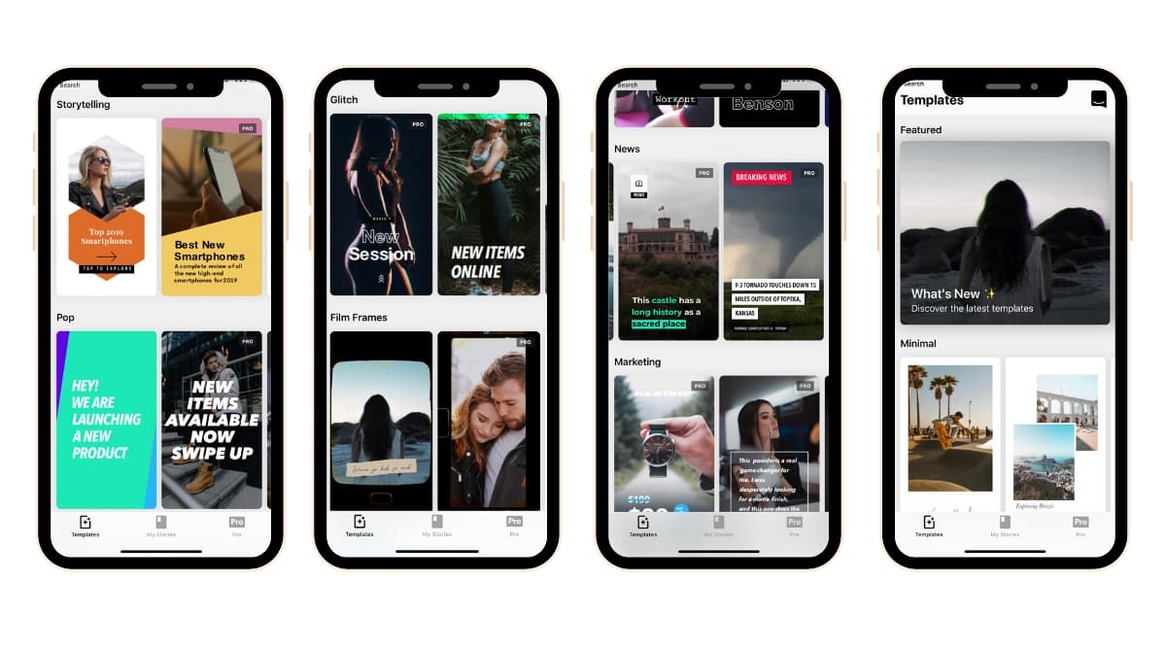 Search
Storytelling
Top 2019
Smartphones
TAP TO EXPLORE
PRO
Best New
Smartphones
A complete review of all
the new high-end
smartphones for 2019
Pop
HEY!
WE ARE
LAUNCHING
A NEW
PRODUCT
PRO
NEW
ITEMS
AVAILABLE
NOW
SWIPE UP
Templates
My Stories
Pro
Pro
Glitch
PRO
New
Session
PRO
NEW ITEMS
ONLINE
Film Frames
PRO
Templates
My Stories
Pro
Pro
Search
Workout
Benson
News
PRO
This castle has a
long history as a
sacred place
BREAKING NEWS
PRO
F-3 TORNADO TOUCHES DOWN 15
MILES OUTSIDE OF TOPEKA,
KANSAS
Marketing
PRO
$199
PRO
This powder is a real
game changer for
me. I was
desperately looking
for a matte finish,
and this one does the
Templates
My Stories
Pro
Pro
Search
Templates
Featured
What's New ✨
Discover the latest templates
Minimal
Exploring Brazil
Templates
My Stories
Pro
Pro